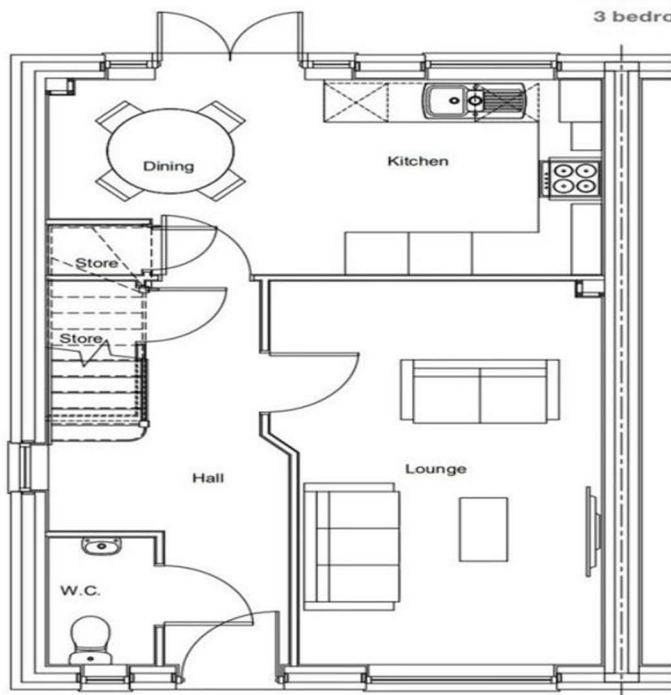 3 bedro
Dining
Kitchen
Store
Store
Hall
Lounge
W.C.